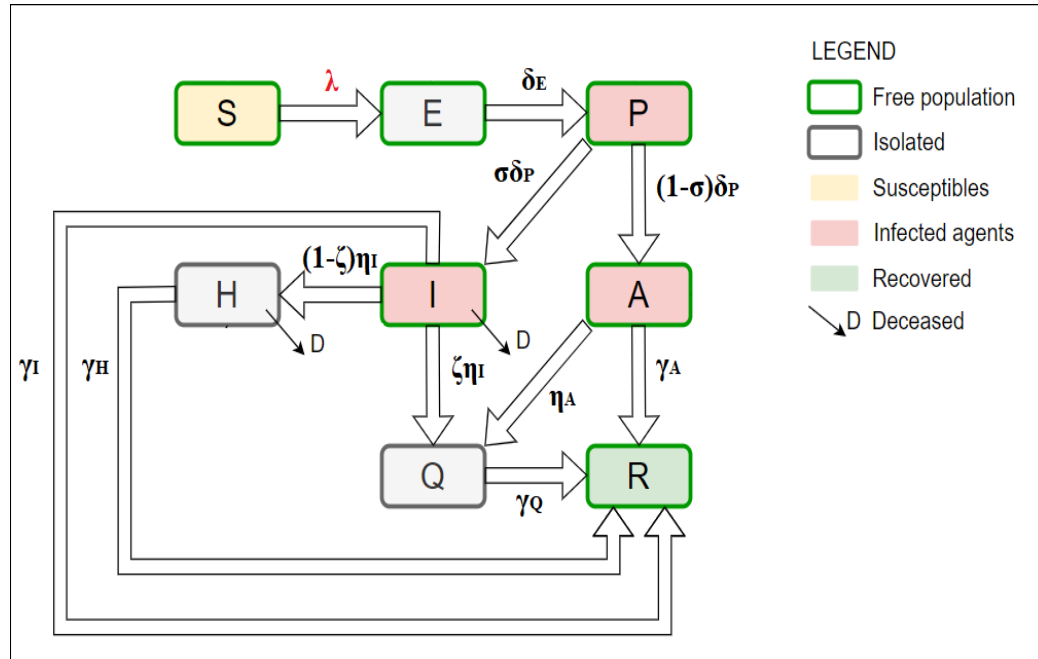 LEGEND
λ
δE
S
E
P
Free population
Isolated
σδP
(1-σ)δP
Susceptibles
Infected agents
(1-ζ)ηI
Recovered
H
I
A
D Deceased
D
D
γI
γH
ζηI
ηA
γA
Q
R
γQ